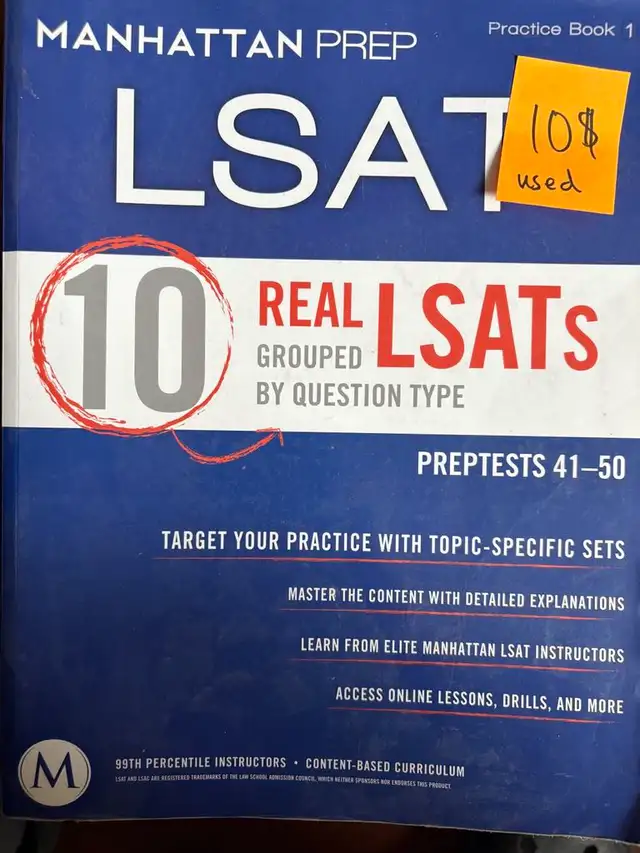 MANHATTAN PREP
Practice Book 1
LSAT
10$
used
10
REAL LSATs
GROUPED
BY QUESTION TYPE
PREPTESTS 41–50
TARGET YOUR PRACTICE WITH TOPIC-SPECIFIC SETS
MASTER THE CONTENT WITH DETAILED EXPLANATIONS
LEARN FROM ELITE MANHATTAN LSAT INSTRUCTORS
ACCESS ONLINE LESSONS, DRILLS, AND MORE
M
99TH PERCENTILE INSTRUCTORS • CONTENT-BASED CURRICULUM
LSAT AND LSAC ARE REGISTERED TRADEMARKS OF THE LAW SCHOOL ADMISSION COUNCIL, WHICH NEITHER SPONSORS NOR ENDORSES THIS PRODUCT.